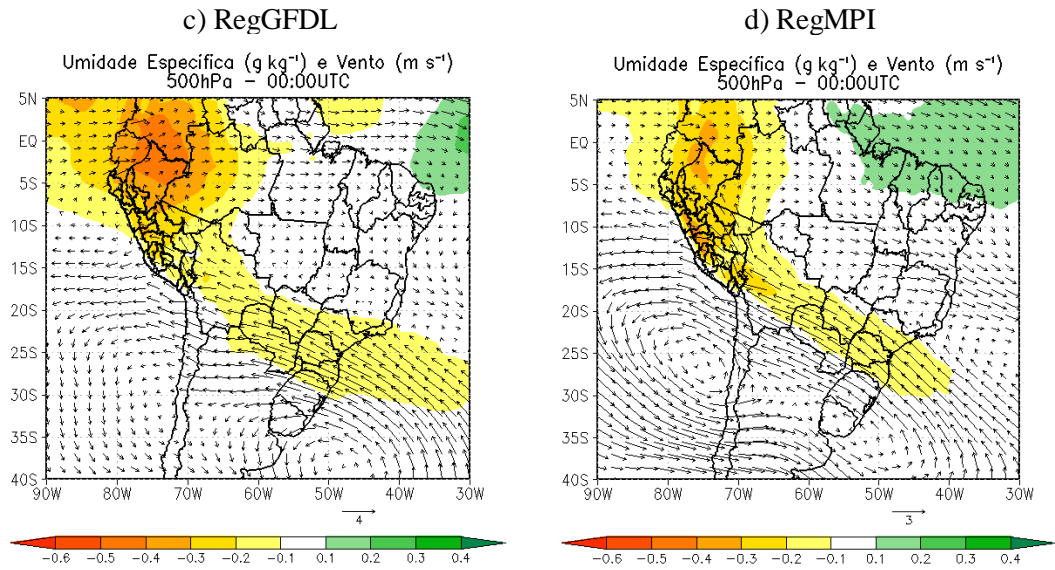 c) RegGFDL
Umidade Específica (g kg⁻¹) e Vento (m s⁻¹)
500hPa – 00:00UTC
5N
EQ
5S
10S
15S
20S
25S
30S
35S
40S
90W 80W 70W 60W 50W 40W 30W
4
−0.6 −0.5 −0.4 −0.3 −0.2 −0.1 0.1 0.2 0.3 0.4
d) RegMPI
Umidade Específica (g kg⁻¹) e Vento (m s⁻¹)
500hPa – 00:00UTC
5N
EQ
5S
10S
15S
20S
25S
30S
35S
40S
90W 80W 70W 60W 50W 40W 30W
3
−0.6 −0.5 −0.4 −0.3 −0.2 −0.1 0.1 0.2 0.3 0.4